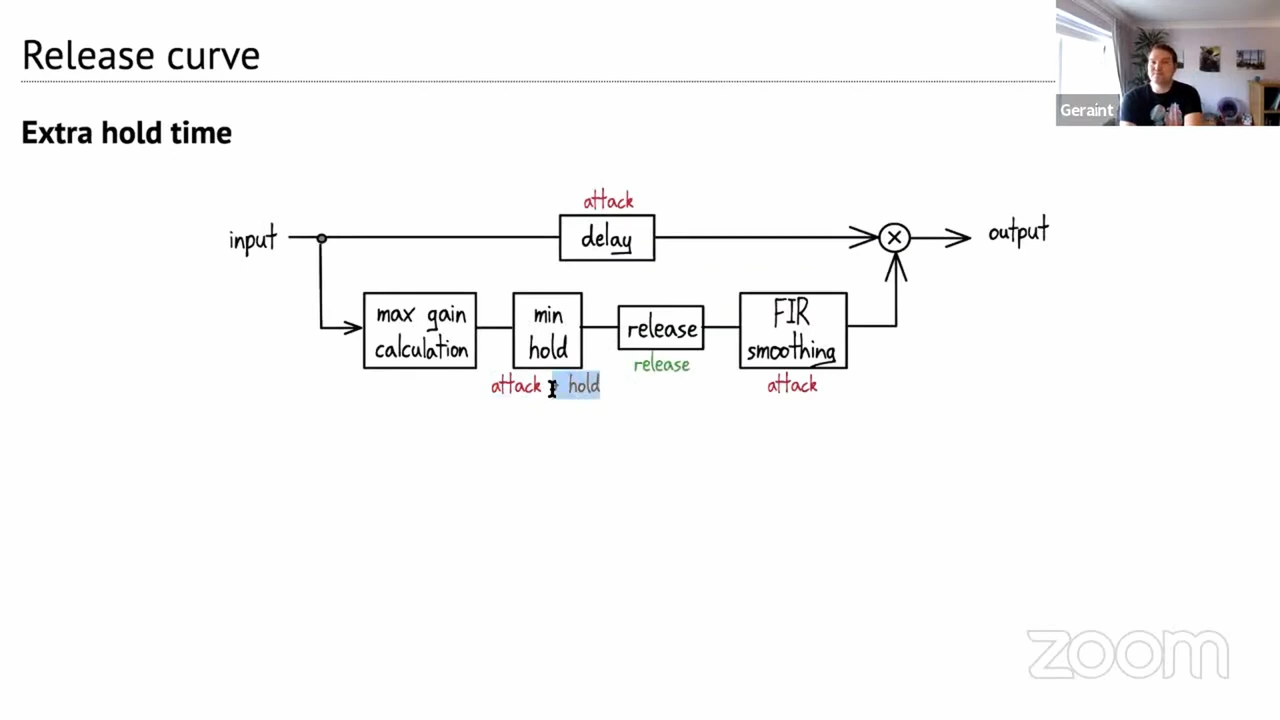 Release curve
Geraint
Extra hold time
attack
input
delay
output
max gain
calculation
min
hold
release
FIR
smoothing
attack + hold
release
attack
zoom